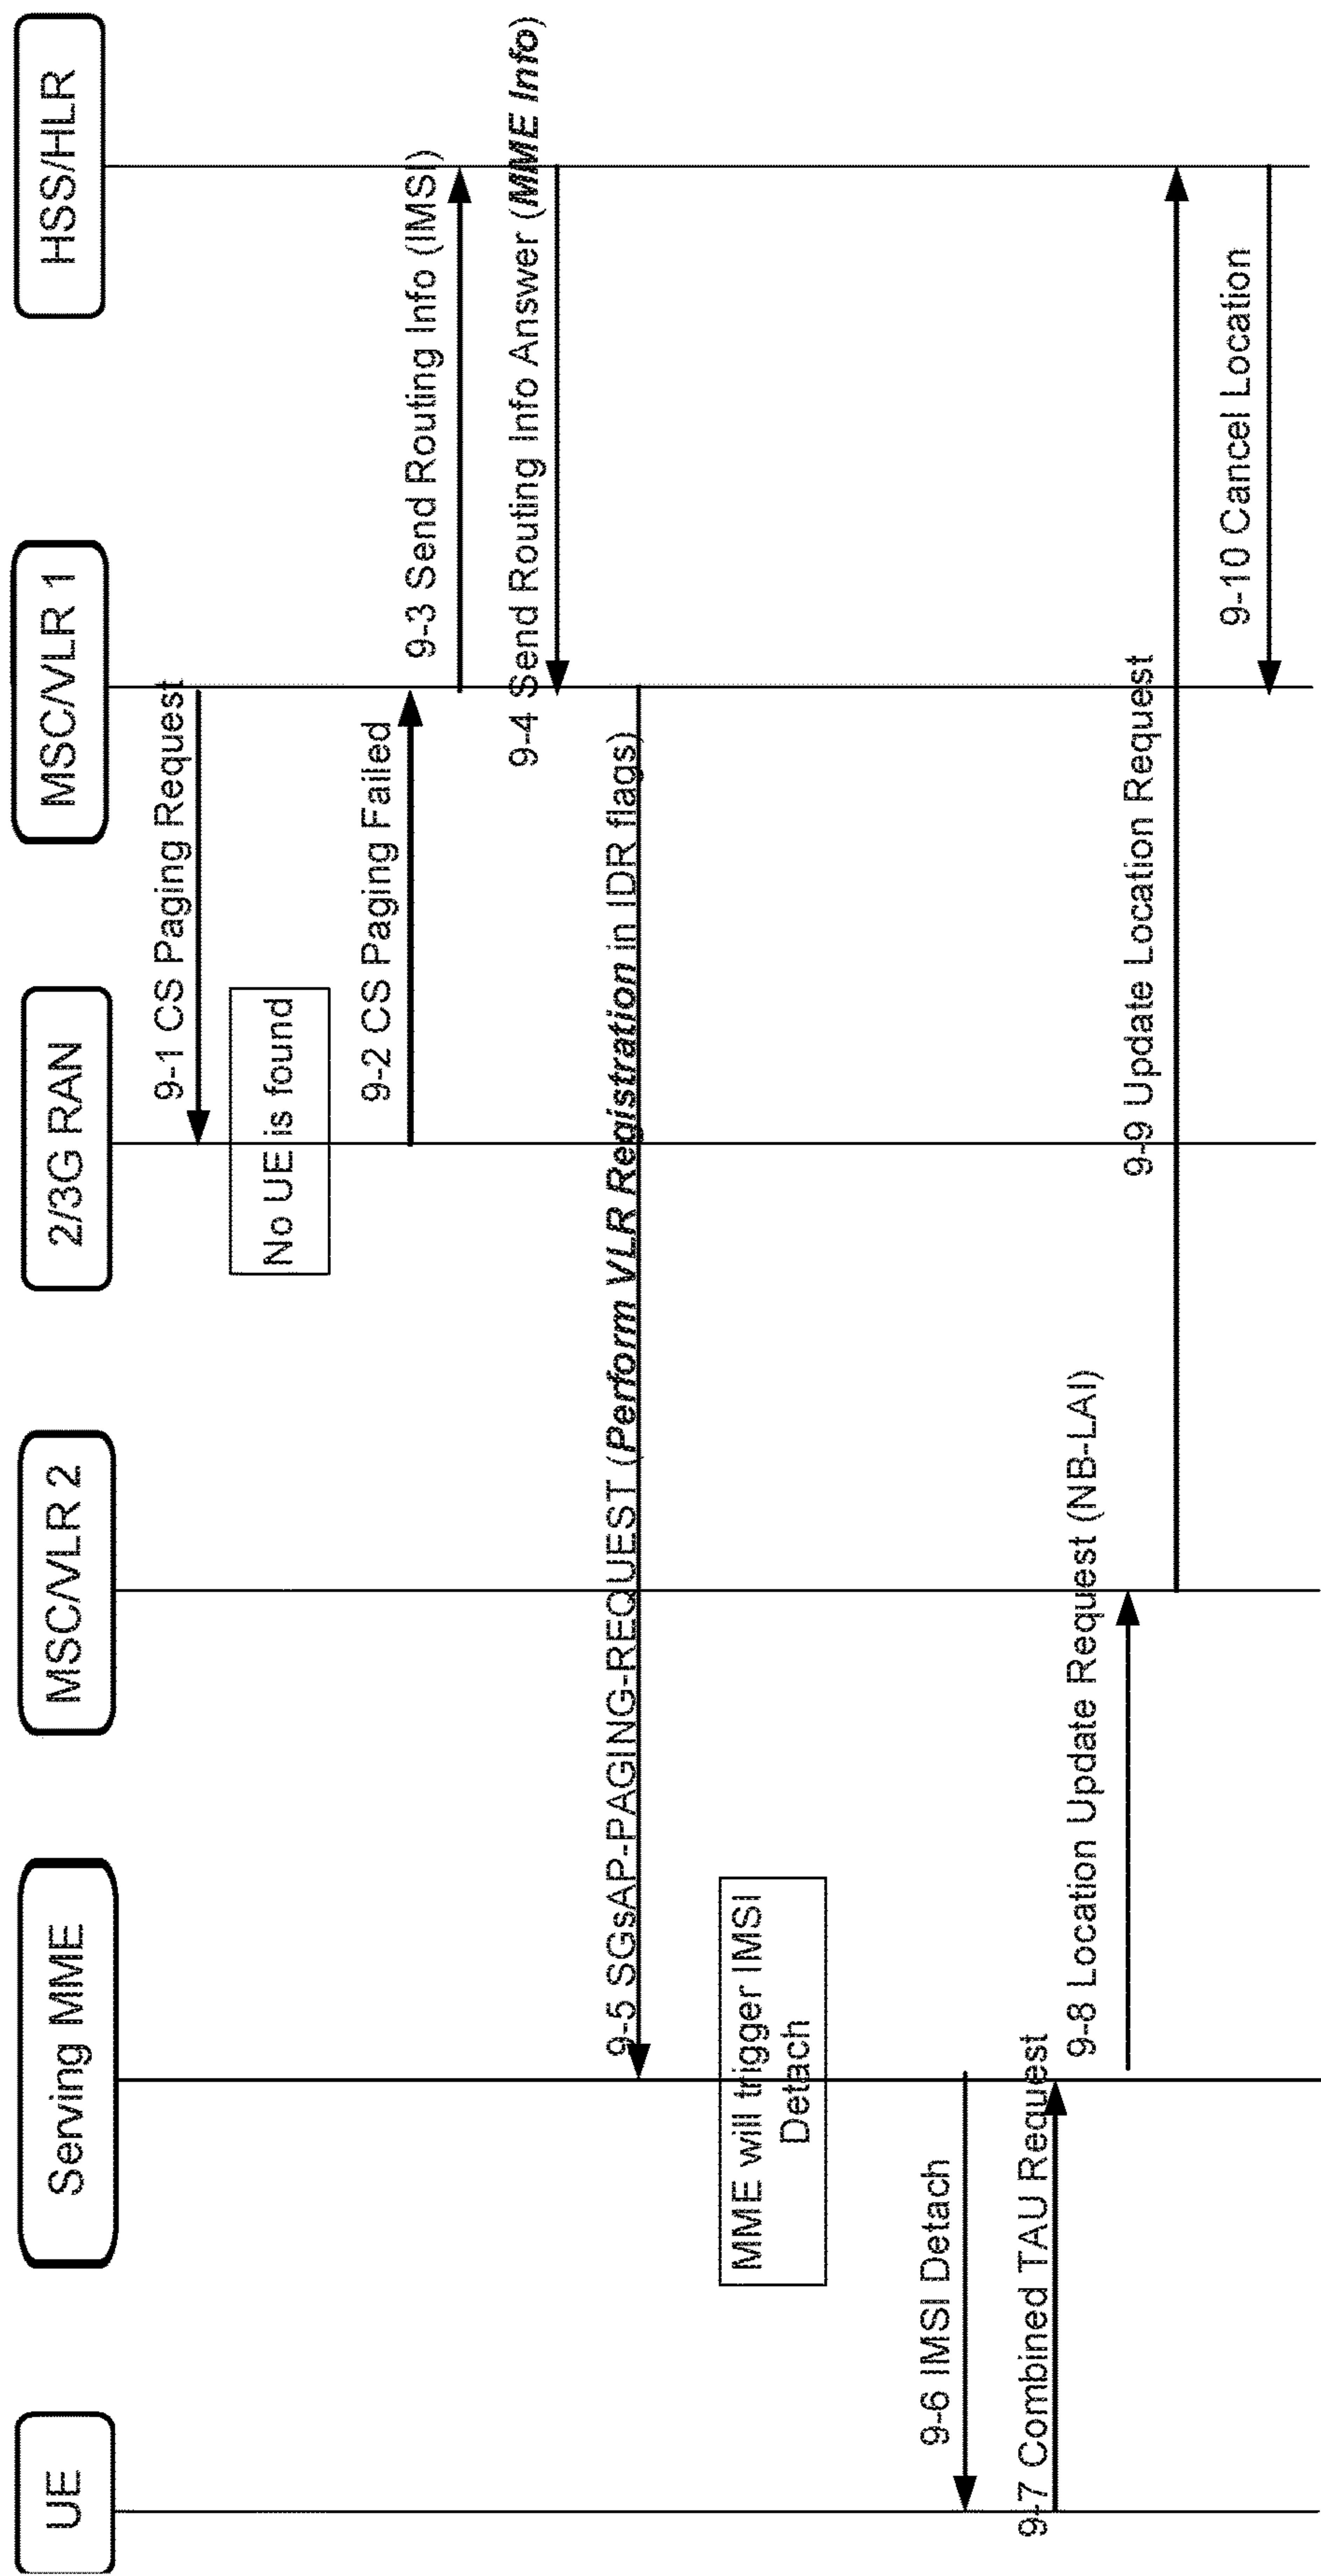 UE
Serving MME
MSC/VLR 2
2/3G RAN
MSC/VLR 1
HSS/HLR
9-1 CS Paging Request
No UE is found
9-2 CS Paging Failed
9-3 Send Routing Info (IMSI)
9-4 Send Routing Info Answer (MME Info)
9-5 SGsAP-PAGING-REQUEST (Perform VLR Registration in IDR flags)
MME will trigger IMSI
Detach
9-6 IMSI Detach
9-7 Combined TAU Request
9-8 Location Update Request (NB-LAI)
9-9 Update Location Request
9-10 Cancel Location